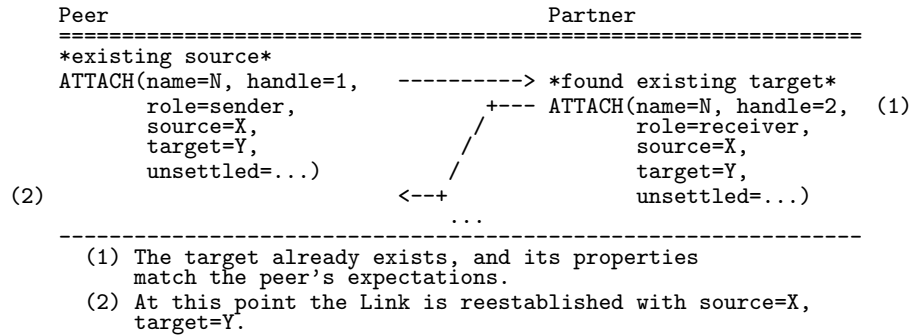 Peer Partner
================================================================
*existing source*
ATTACH(name=N, handle=1, ----------> *found existing target*
role=sender, +--- ATTACH(name=N, handle=2, (1)
source=X, / role=receiver,
target=Y, / source=X,
unsettled=...) / target=Y,
(2) <--+ unsettled=...)
...
----------------------------------------------------------------
(1) The target already exists, and its properties
match the peer's expectations.
(2) At this point the Link is reestablished with source=X,
target=Y.